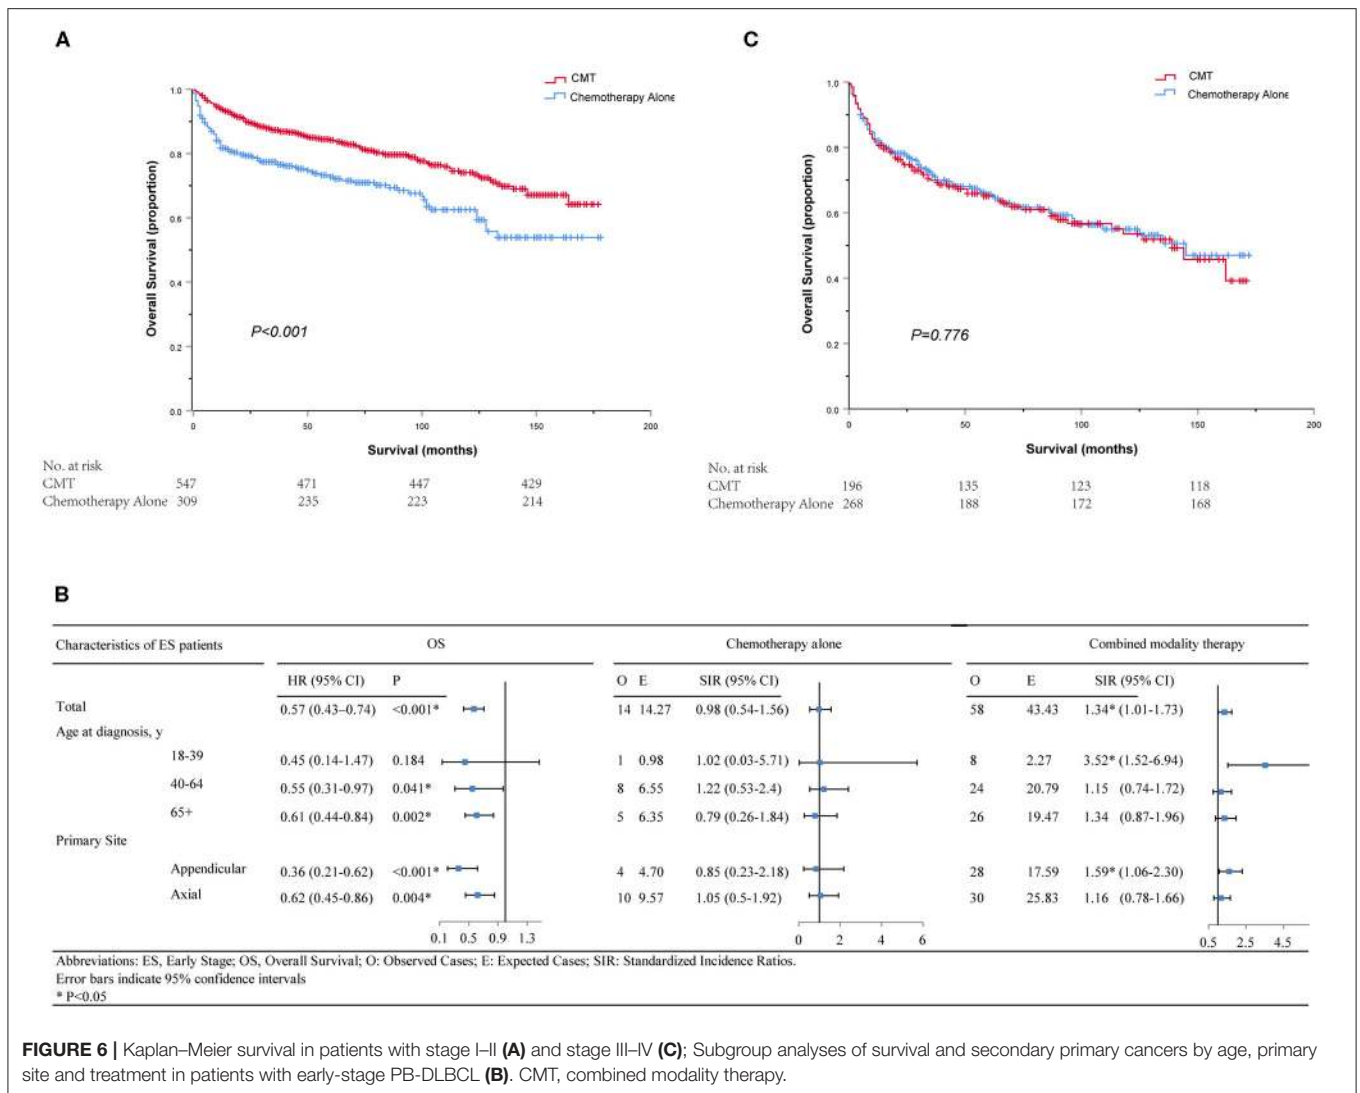 A
CMT
Chemotherapy Alone
Overall Survival (proportion)
1.0
0.8
0.6
0.4
0.2
0.0
P<0.001
0 50 100 150 200
Survival (months)
No. at risk
CMT 547 471 447 429
Chemotherapy Alone 309 235 223 214
C
CMT
Chemotherapy Alone
Overall Survival (proportion)
1.0
0.8
0.6
0.4
0.2
0.0
P=0.776
0 50 100 150 200
Survival (months)
No. at risk
CMT 196 135 123 118
Chemotherapy Alone 268 188 172 168
B
Characteristics of ES patients OS Chemotherapy alone Combined modality therapy
HR (95% CI) P O E SIR (95% CI) O E SIR (95% CI)
Total 0.57 (0.43–0.74) <0.001* 14 14.27 0.98 (0.54-1.56) 58 43.43 1.34* (1.01-1.73)
Age at diagnosis, y
18-39 0.45 (0.14-1.47) 0.184 1 0.98 1.02 (0.03-5.71) 8 2.27 3.52* (1.52-6.94)
40-64 0.55 (0.31-0.97) 0.041* 8 6.55 1.22 (0.53-2.4) 24 20.79 1.15 (0.74-1.72)
65+ 0.61 (0.44-0.84) 0.002* 5 6.35 0.79 (0.26-1.84) 26 19.47 1.34 (0.87-1.96)
Primary Site
Appendicular 0.36 (0.21-0.62) <0.001* 4 4.70 0.85 (0.23-2.18) 28 17.59 1.59* (1.06-2.30)
Axial 0.62 (0.45-0.86) 0.004* 10 9.57 1.05 (0.5-1.92) 30 25.83 1.16 (0.78-1.66)
0.1 0.5 0.9 1.3 0 2 4 6 0.5 2.5 4.5
Abbreviations: ES, Early Stage; OS, Overall Survival; O: Observed Cases; E: Expected Cases; SIR: Standardized Incidence Ratios.
Error bars indicate 95% confidence intervals
* P<0.05
FIGURE 6 | Kaplan–Meier survival in patients with stage I–II (A) and stage III–IV (C); Subgroup analyses of survival and secondary primary cancers by age, primary
site and treatment in patients with early-stage PB-DLBCL (B). CMT, combined modality therapy.